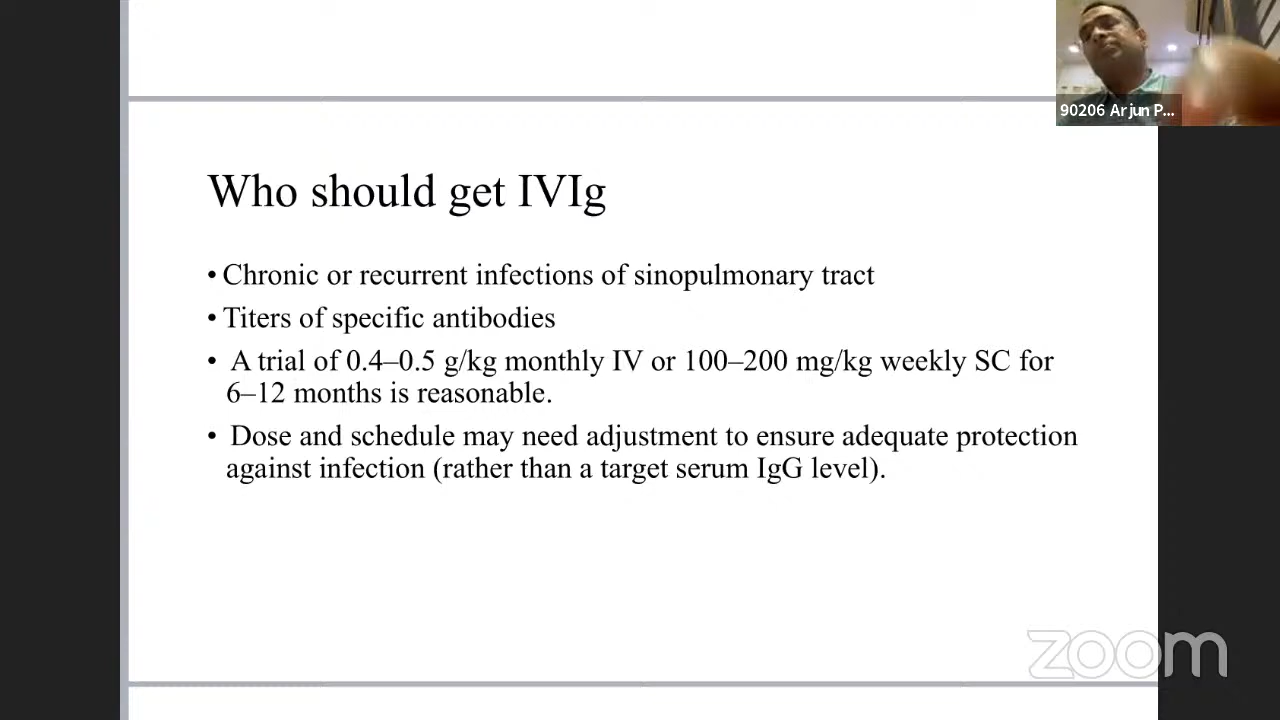 90206 Arjun P...
Who should get IVIg
• Chronic or recurrent infections of sinopulmonary tract
• Titers of specific antibodies
• A trial of 0.4–0.5 g/kg monthly IV or 100–200 mg/kg weekly SC for
6–12 months is reasonable.
• Dose and schedule may need adjustment to ensure adequate protection
against infection (rather than a target serum IgG level).
zoom